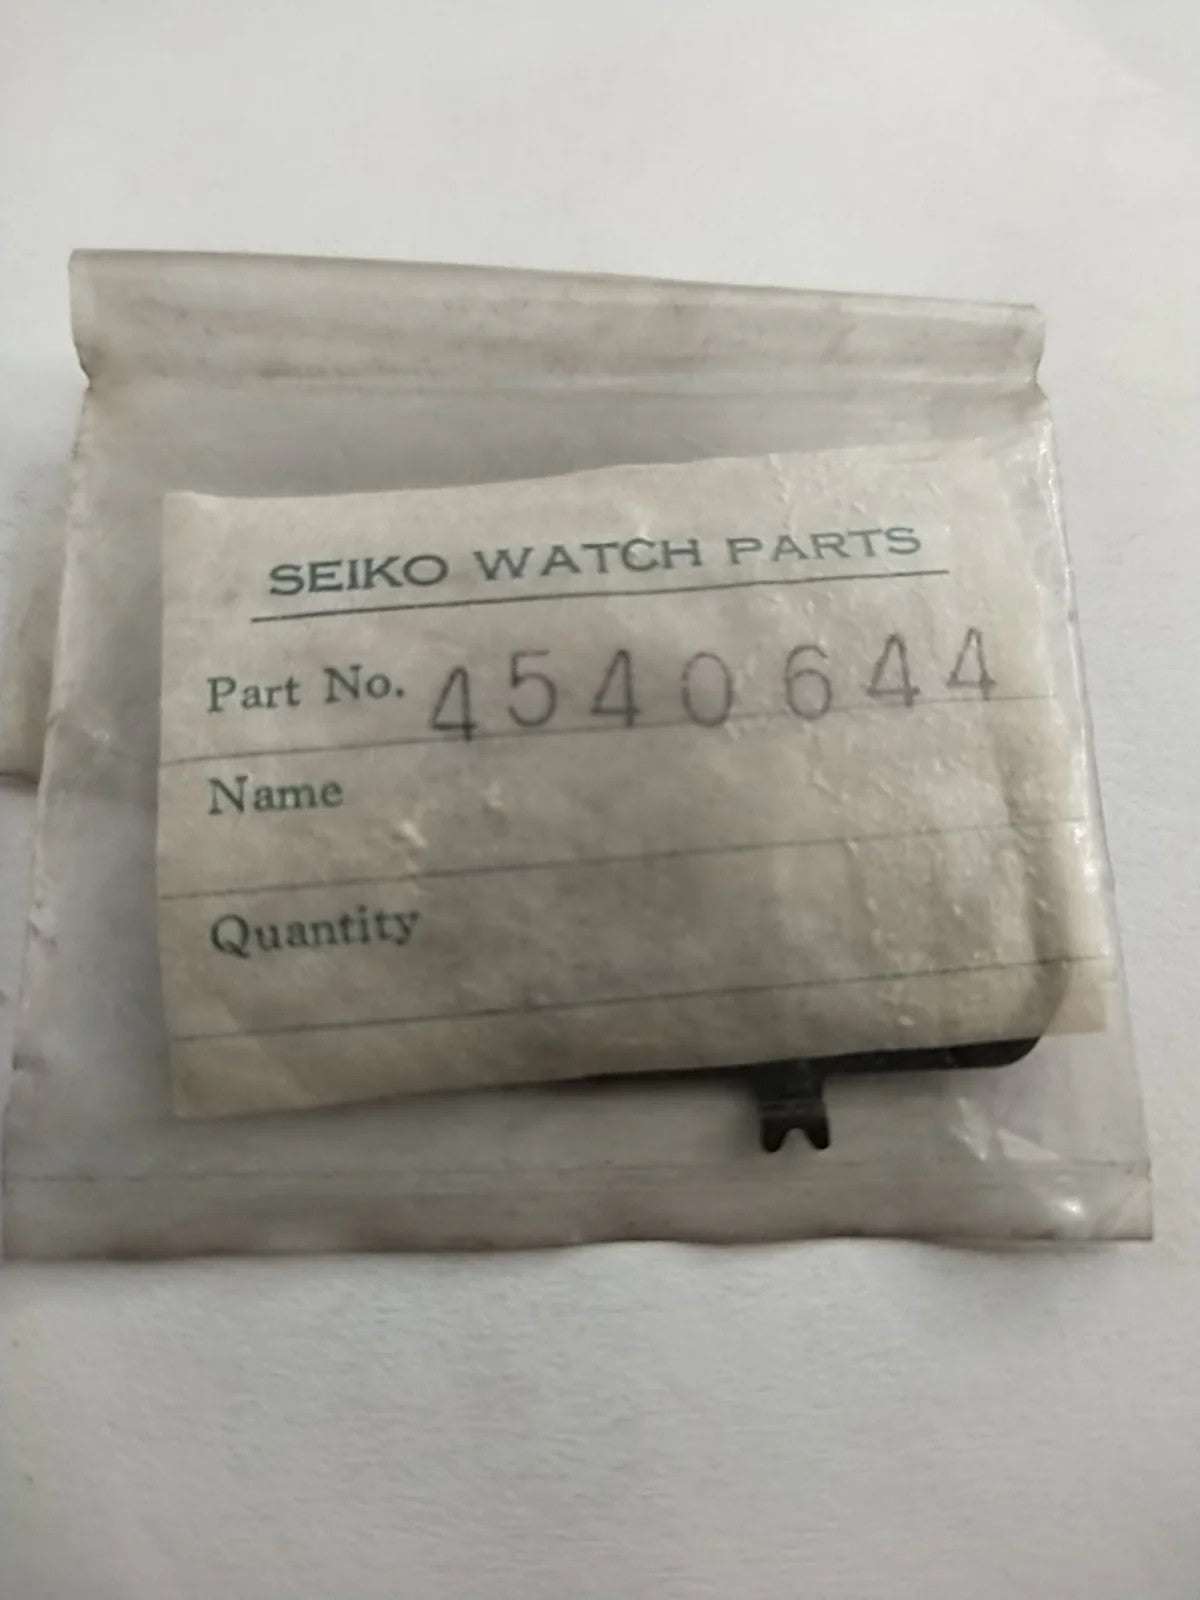 SEIKO WATCH PARTS
Part No. 4540644
Name
Quantity